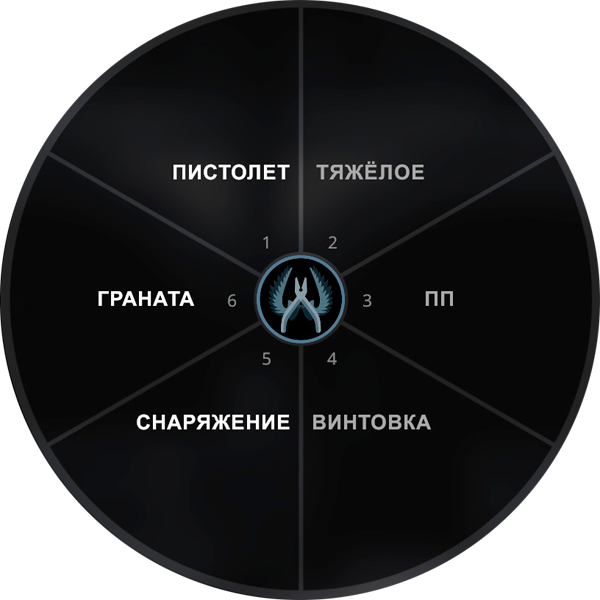 ПИСТОЛЕТ ТЯЖЁЛОЕ
1 2
ГРАНАТА 6 3 ПП
5 4
СНАРЯЖЕНИЕ ВИНТОВКА